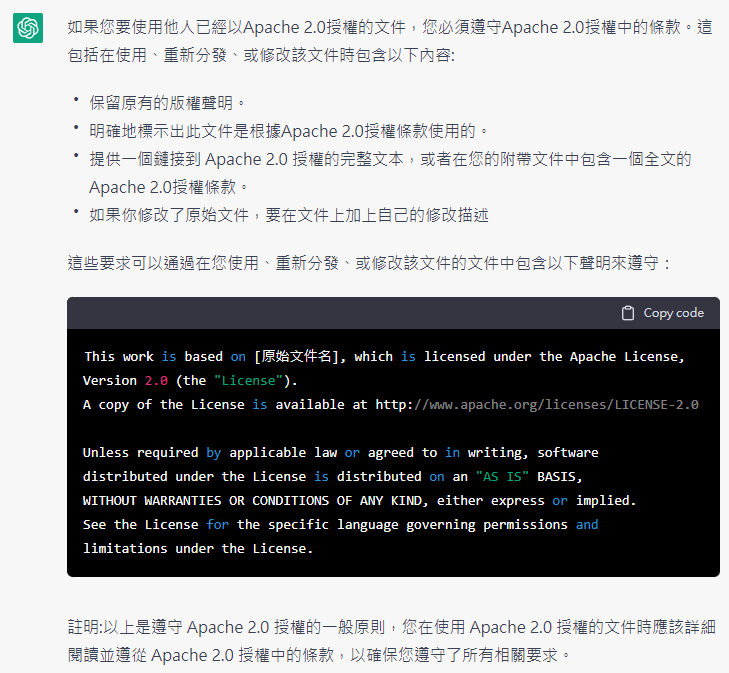 如果您要使用他人已經以Apache 2.0授權的文件，您必須遵守Apache 2.0授權中的條款。這
包括在使用、重新分發、或修改該文件時包含以下內容:
• 保留原有的版權聲明。
• 明確地標示出此文件是根據Apache 2.0授權條款使用的。
• 提供一個鏈接到 Apache 2.0 授權的完整文本，或者在您的附帶文件中包含一個全文的
Apache 2.0授權條款。
• 如果你修改了原始文件，要在文件上加上自己的修改描述
這些要求可以通過在您使用、重新分發、或修改該文件的文件中包含以下聲明來遵守：
Copy code
This work is based on [原始文件名], which is licensed under the Apache License,
Version 2.0 (the "License").
A copy of the License is available at http://www.apache.org/licenses/LICENSE-2.0
Unless required by applicable law or agreed to in writing, software
distributed under the License is distributed on an "AS IS" BASIS,
WITHOUT WARRANTIES OR CONDITIONS OF ANY KIND, either express or implied.
See the License for the specific language governing permissions and
limitations under the License.
註明:以上是遵守 Apache 2.0 授權的一般原則，您在使用 Apache 2.0 授權的文件時應該詳細
閱讀並遵從 Apache 2.0 授權中的條款，以確保您遵守了所有相關要求。